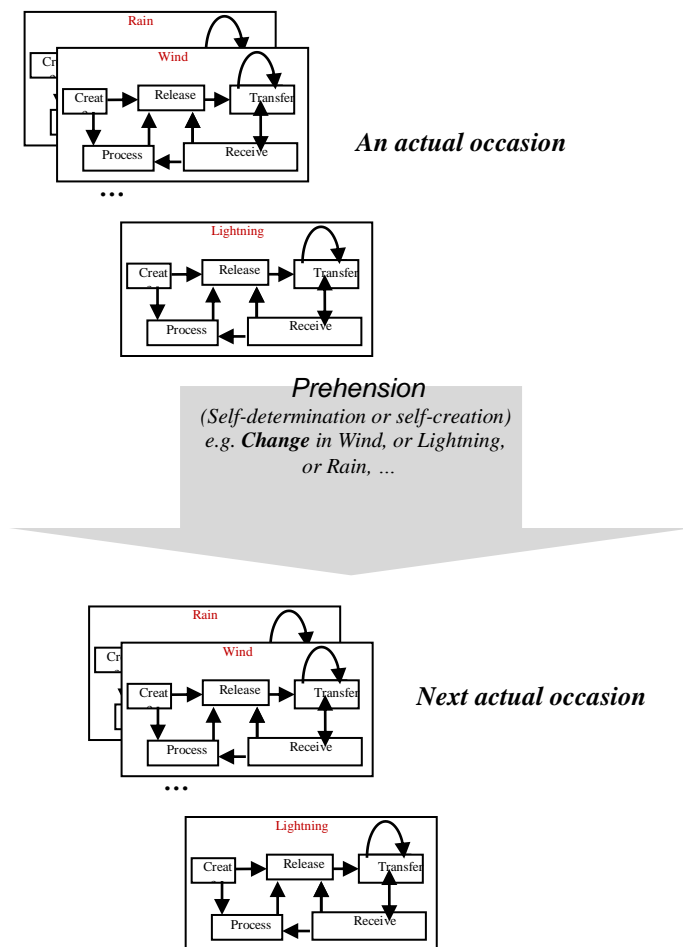 Rain
Wind
Creat Release Transfer
Process Receive
An actual occasion
...
Lightning
Creat Release Transfer
Process Receive
Prehension
(Self-determination or self-creation)
e.g. Change in Wind, or Lightning,
or Rain, ...
Rain
Wind
Creat Release Transfer
Process Receive
Next actual occasion
...
Lightning
Creat Release Transfer
Process Receive